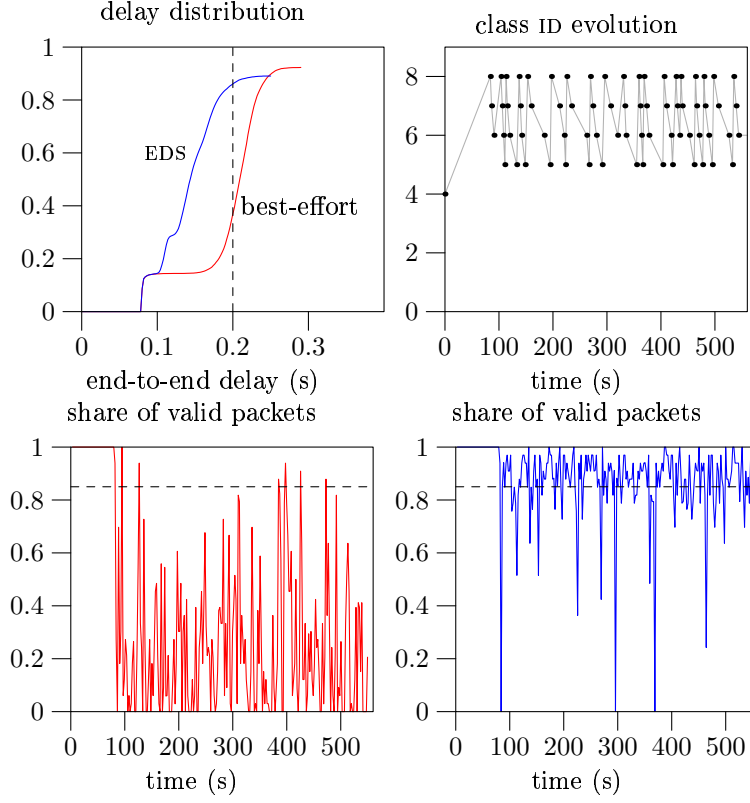 delay distribution
1
0.8
0.6
0.4
0.2
0
EDS
best-effort
0 0.1 0.2 0.3
end-to-end delay (s)
class ID evolution
8
6
4
2
0
0 100 200 300 400 500
time (s)
share of valid packets
1
0.8
0.6
0.4
0.2
0
0 100 200 300 400 500
time (s)
share of valid packets
1
0.8
0.6
0.4
0.2
0
0 100 200 300 400 500
time (s)